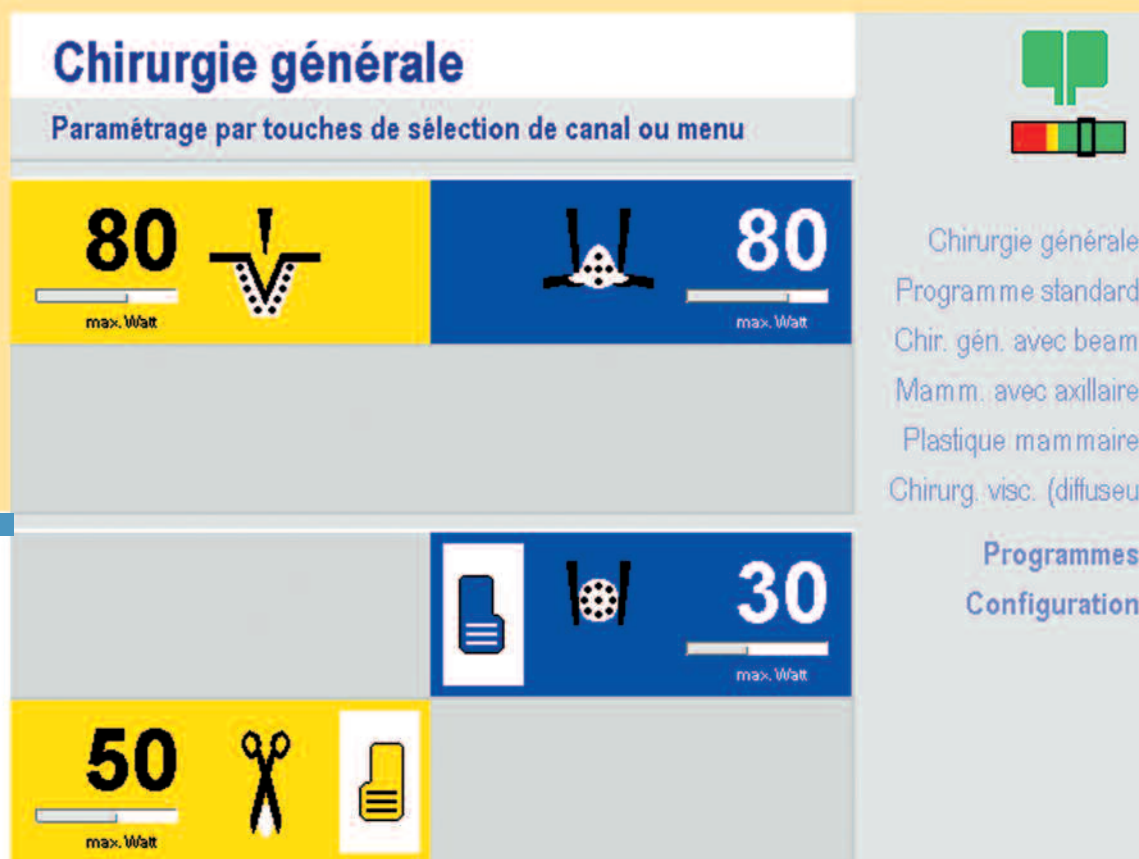 Chirurgie générale
Paramétrage par touches de sélection de canal ou menu
80
max. Watt
80
max. Watt
30
max. Watt
50
max. Watt
Chirurgie générale
Programme standard
Chir. gén. avec beam
Mamm. avec axillaire
Plastique mammaire
Chirurg. visc. (diffuseu
Programmes
Configuration